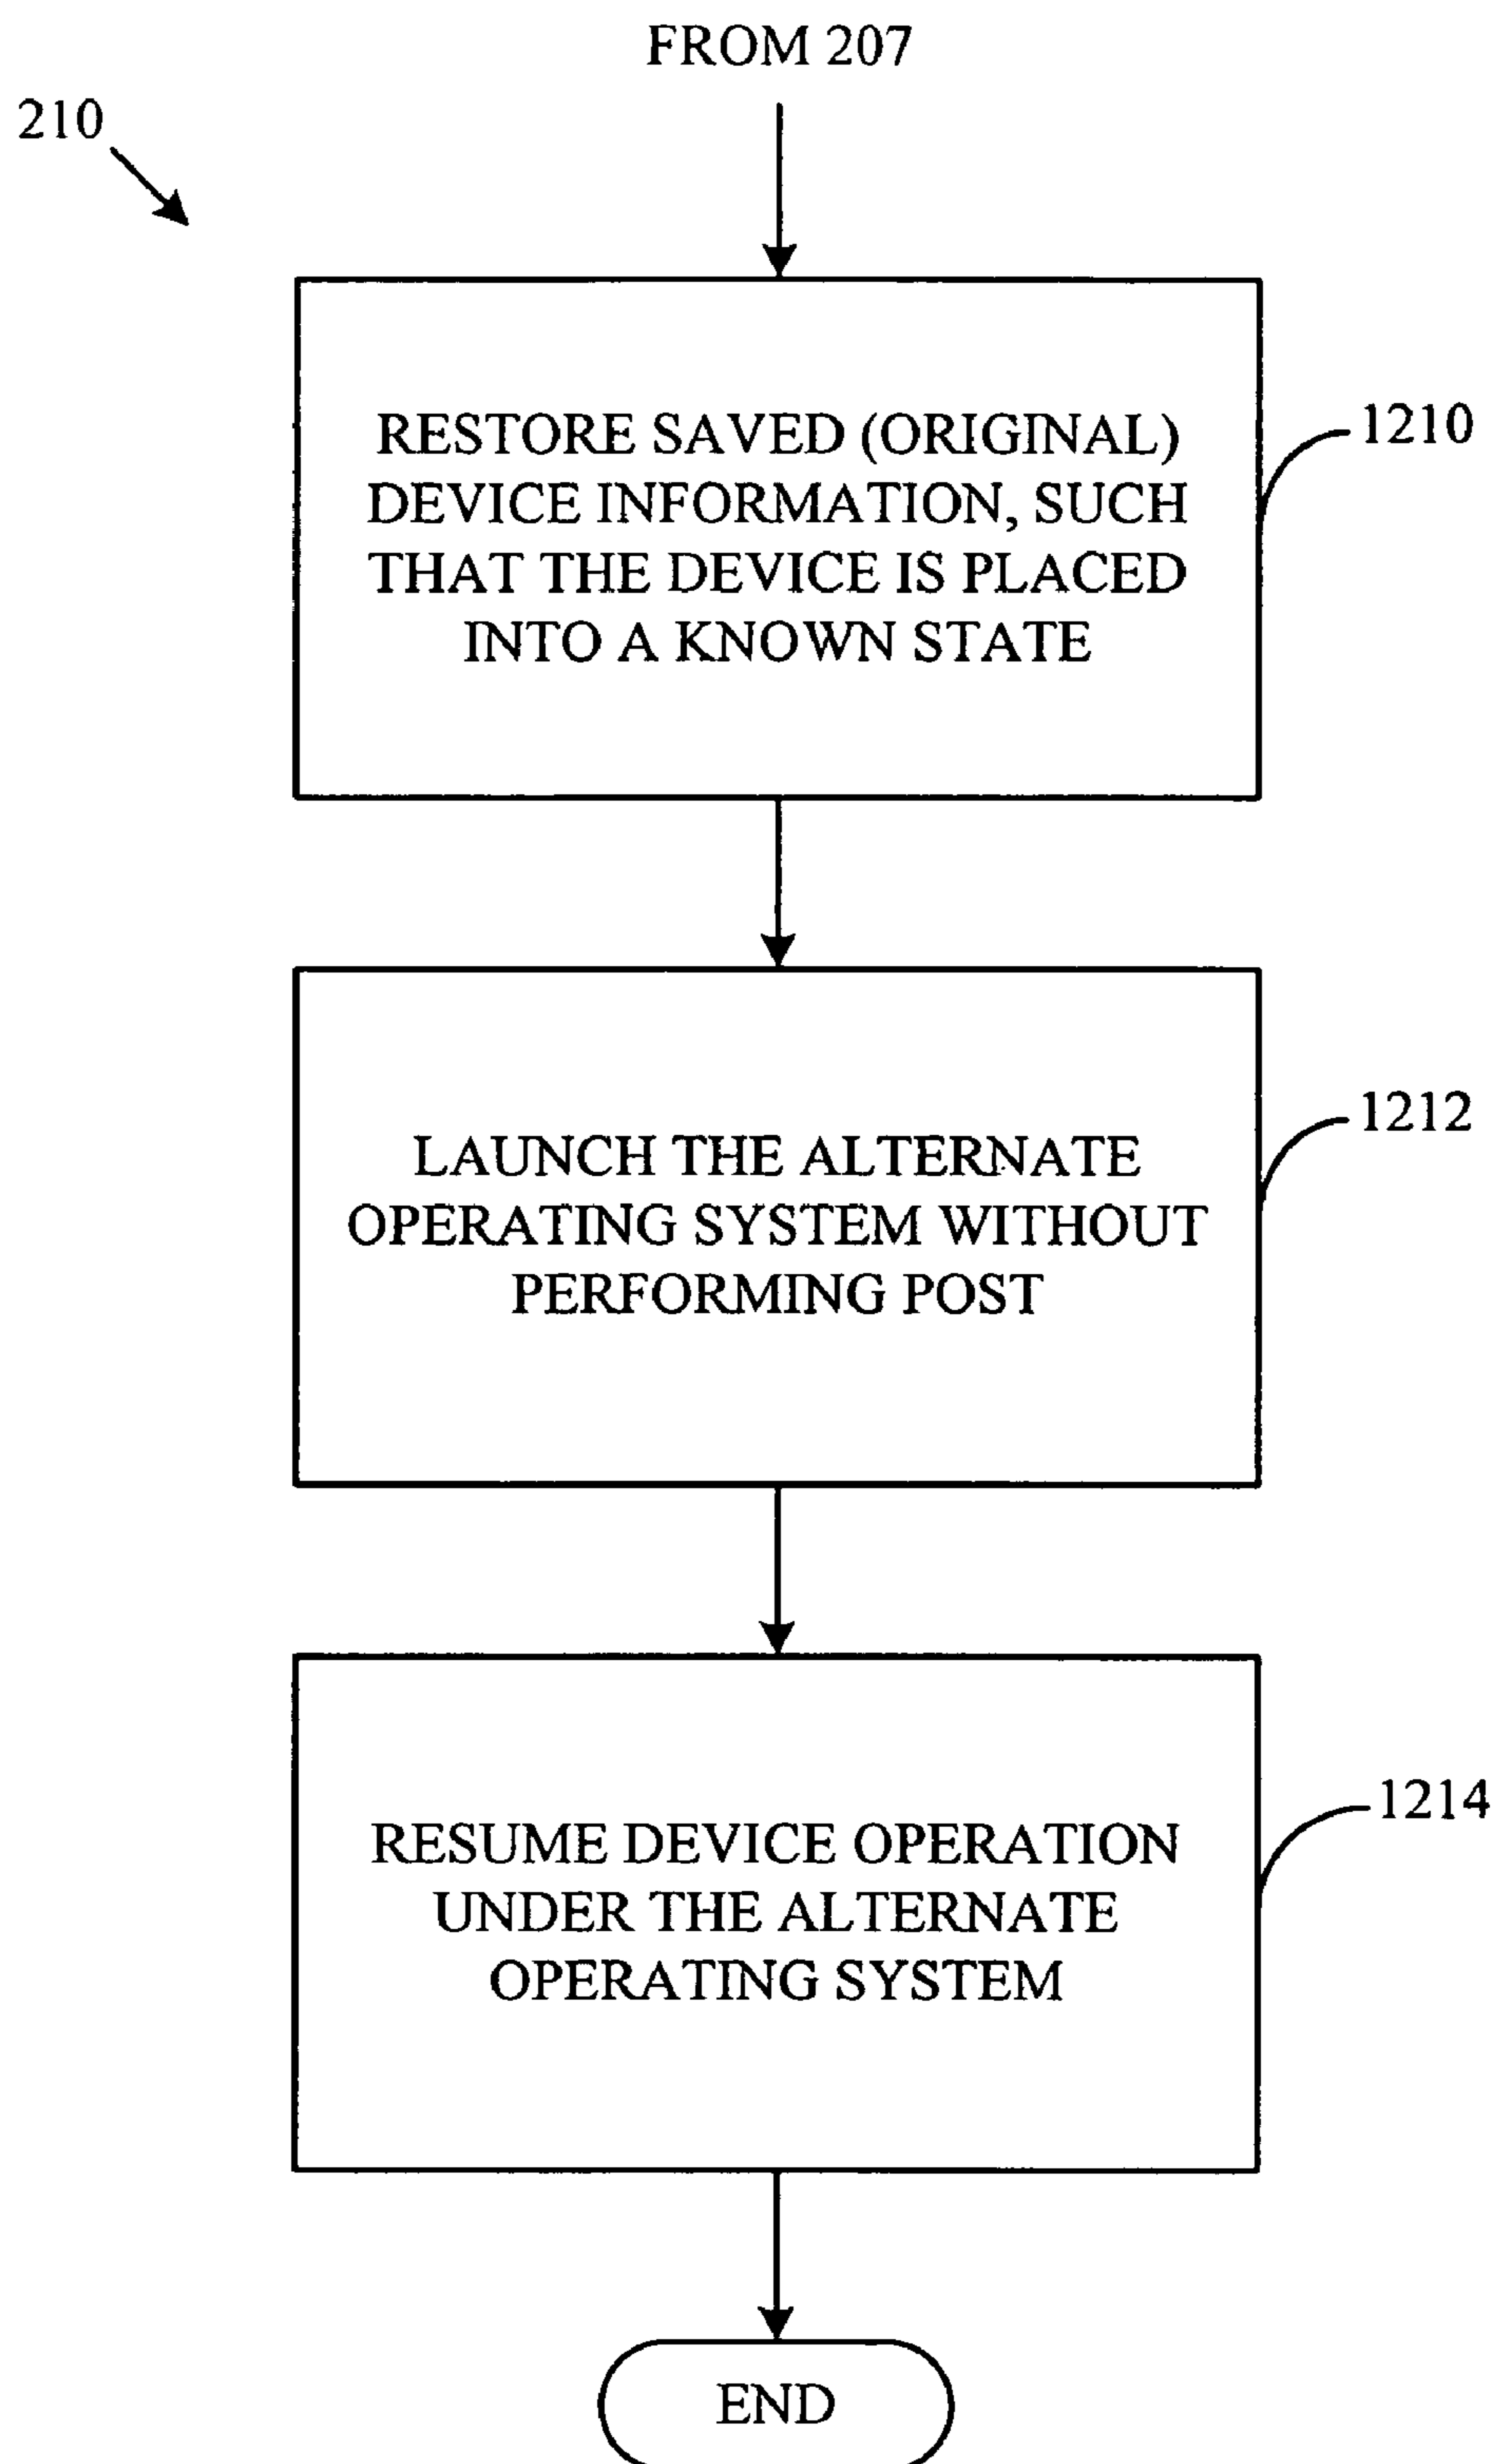 FROM 207
210
RESTORE SAVED (ORIGINAL)
DEVICE INFORMATION, SUCH
THAT THE DEVICE IS PLACED
INTO A KNOWN STATE
1210
LAUNCH THE ALTERNATE
OPERATING SYSTEM WITHOUT
PERFORMING POST
1212
RESUME DEVICE OPERATION
UNDER THE ALTERNATE
OPERATING SYSTEM
1214
END